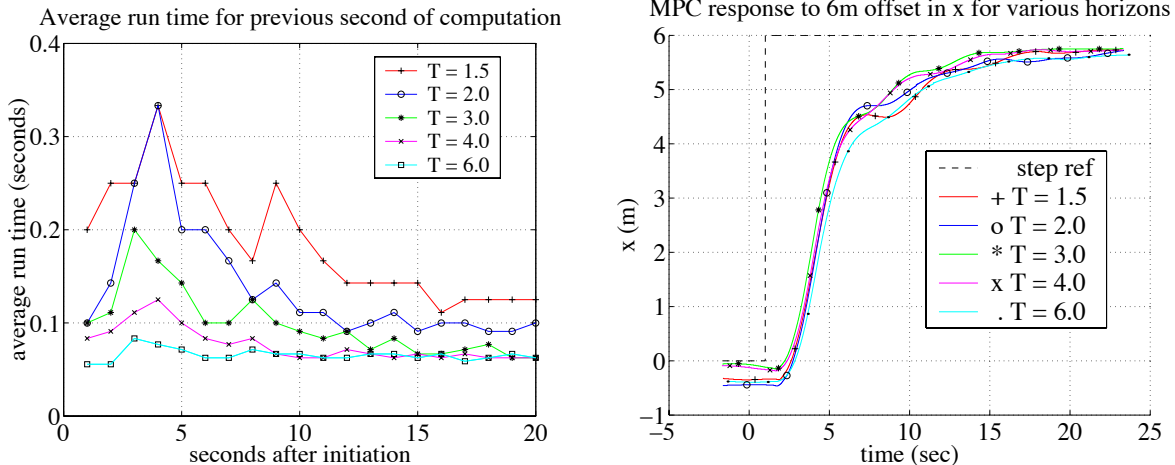 Average run time for previous second of computation
average run time (seconds)
0.4
0.3
0.2
0.1
0
T = 1.5
T = 2.0
T = 3.0
T = 4.0
T = 6.0
0 5 10 15 20
seconds after initiation
MPC response to 6m offset in x for various horizons
x (m)
6
5
4
3
2
1
0
−1
step ref
+ T = 1.5
o T = 2.0
* T = 3.0
x T = 4.0
. T = 6.0
−5 0 5 10 15 20 25
time (sec)